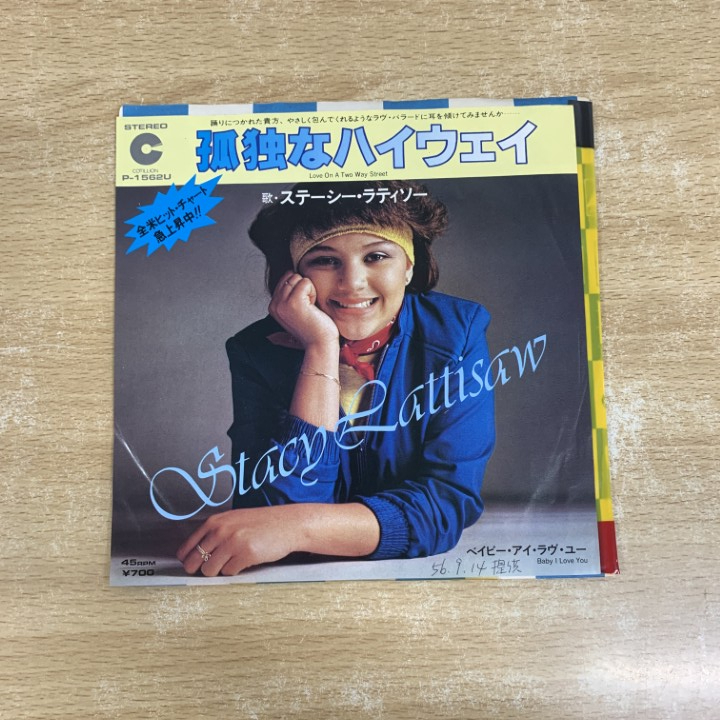 踊りにつかれた貴方、やさしく包んでくれるようなラヴ・バラードに耳を傾けてみませんか……
STEREO
C
COTILLION
P-1562U
孤独なハイウェイ
Love On A Two Way Street
歌・ステーシー・ラティソー
全米ヒット・チャート
急上昇中!!
Stacy Lattisaw
45RPM
¥700
ベイビー・アイ・ラヴ・ユー
Baby I Love You
56.9.14